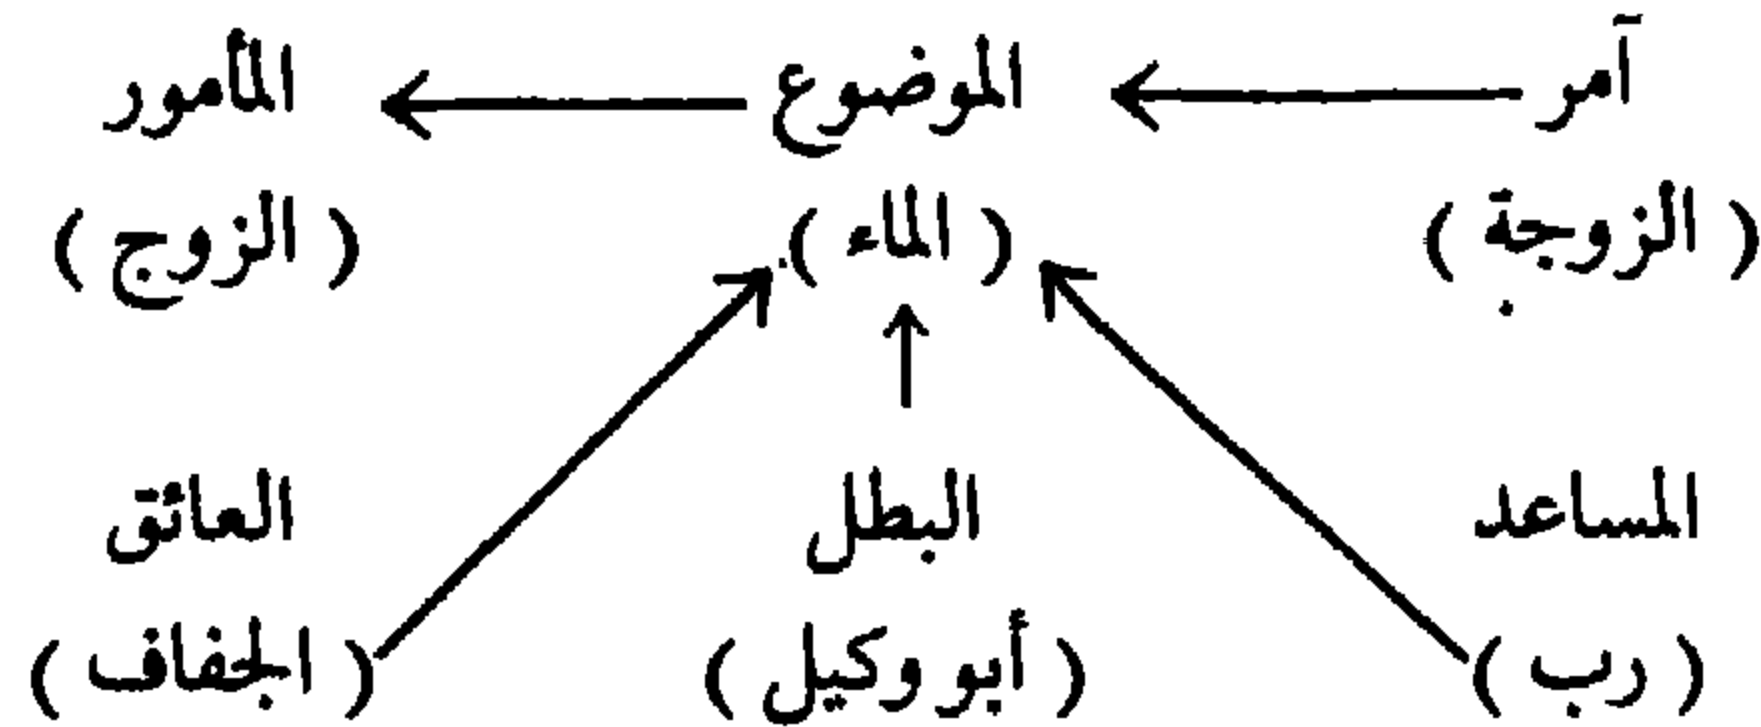 آمر الموضوع المأمور
( الزوجة ) ( الماء ) ( الزوج )
المساعد البطل العائق
( رب ) ( أبو وكيل ) ( الجفاف )